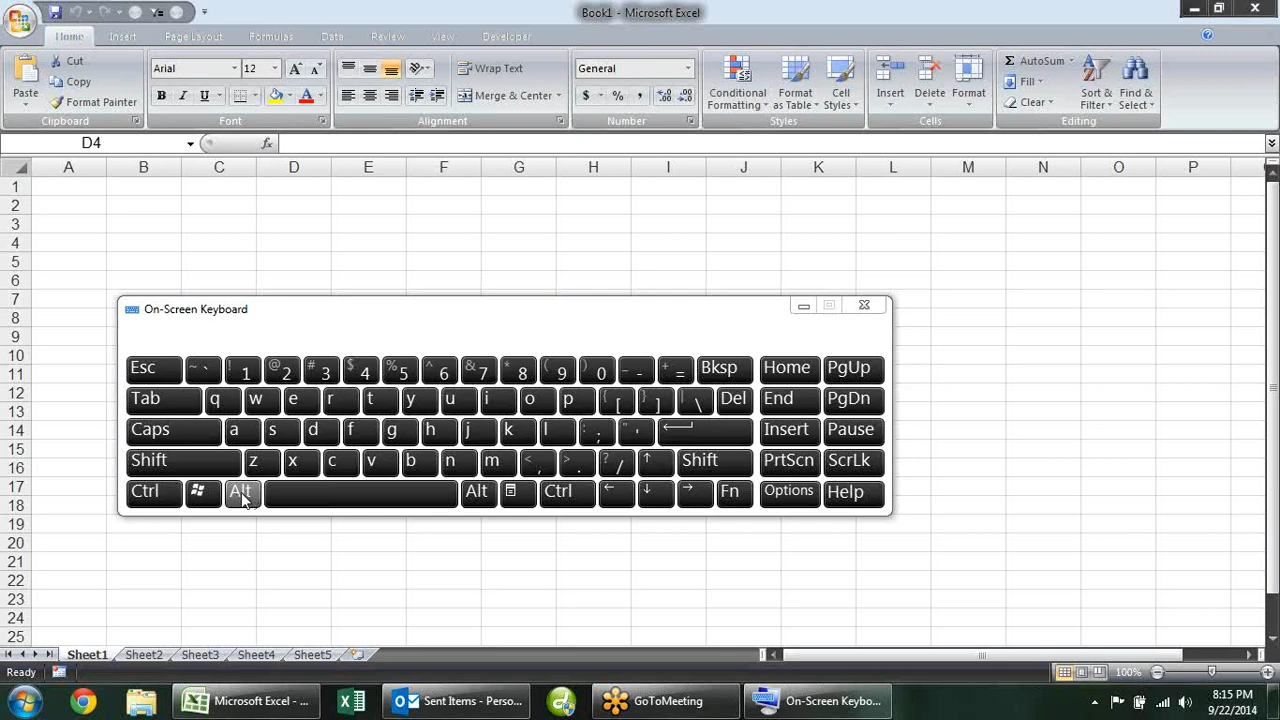 Book1 - Microsoft Excel
Home Insert Page Layout Formulas Data Review View Developer
Cut
Copy
Format Painter
Paste
Clipboard
Arial 12
B I U A
Font
Wrap Text
Merge & Center
Alignment
General
$ % ,
Number
Conditional Formatting
Format as Table
Cell Styles
Styles
Insert Delete Format
Cells
Σ AutoSum
Fill
Clear
Sort & Filter
Find & Select
Editing
D4 fx
A B C D E F G H I J K L M N O P
1
2
3
4
5
6
7
8
9
10
11
12
13
14
15
16
17
18
19
20
21
22
23
24
25
On-Screen Keyboard
Esc ~ ` ! 1 @ 2 # 3 $ 4 % 5 ^ 6 & 7 * 8 ( 9 ) 0 _ - + = Bksp Home PgUp
Tab q w e r t y u i o p { [ } ] | \ Del End PgDn
Caps a s d f g h j k l : ; " ' Insert Pause
Shift z x c v b n m < , > . ? / ↑ Shift PrtScn ScrLk
Ctrl Alt Alt Ctrl ← ↓ → Fn Options Help
Sheet1 Sheet2 Sheet3 Sheet4 Sheet5
Ready 100%
Microsoft Excel - ... Sent Items - Perso... GoToMeeting On-Screen Keybo...
8:15 PM
9/22/2014